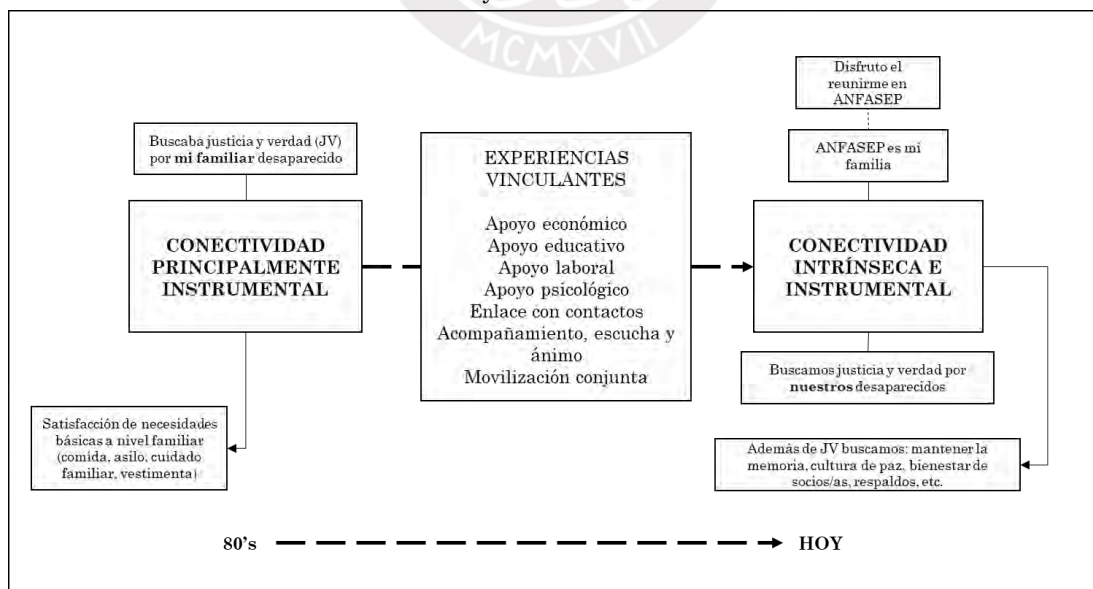 y
MCMXVII
Disfruto el
reunirme en
ANFASEP
Buscaba justicia y verdad (JV)
por mi familiar desaparecido
ANFASEP es mi
familia
CONECTIVIDAD
PRINCIPALMENTE
INSTRUMENTAL
EXPERIENCIAS
VINCULANTES
Apoyo económico
Apoyo educativo
Apoyo laboral
Apoyo psicológico
Enlace con contactos
Acompañamiento, escucha y
ánimo
Movilización conjunta
CONECTIVIDAD
INTRÍNSECA E
INSTRUMENTAL
Buscamos justicia y verdad por
nuestros desaparecidos
Satisfacción de necesidades
básicas a nivel familiar
(comida, asilo, cuidado
familiar, vestimenta)
Además de JV buscamos: mantener la
memoria, cultura de paz, bienestar de
socios/as, respaldos, etc.
80's
HOY